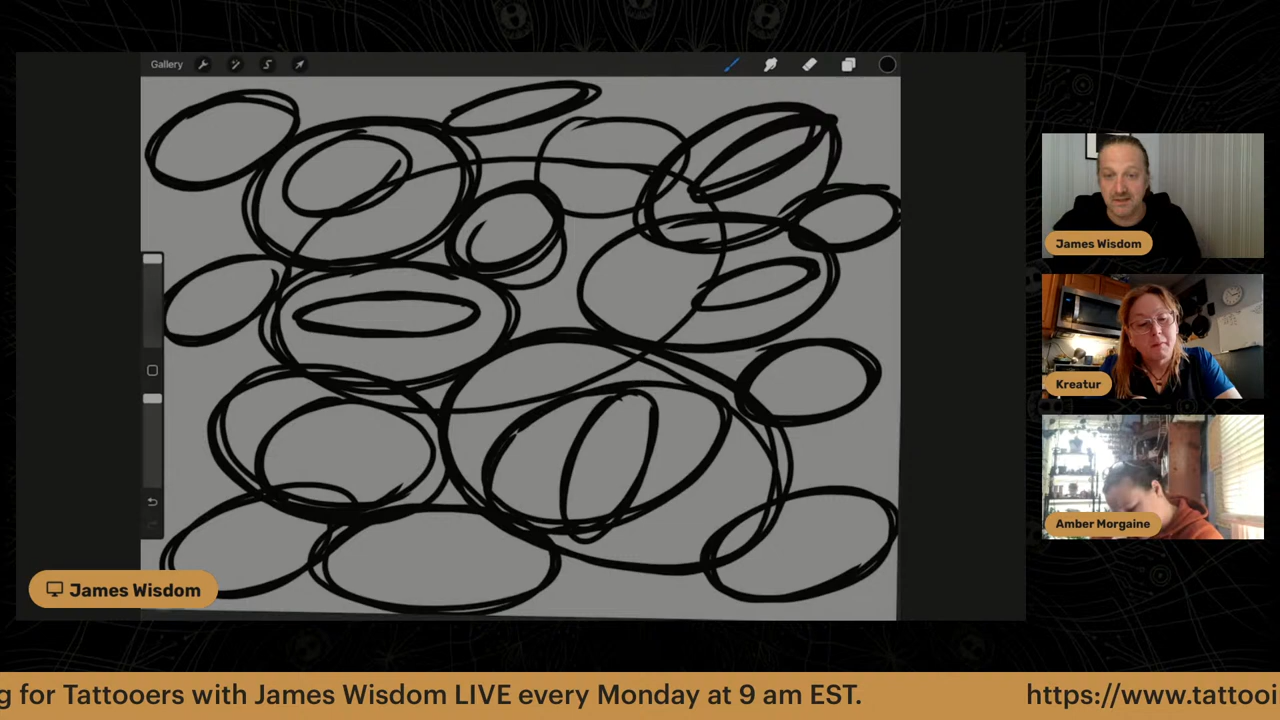 Gallery
James Wisdom
Kreatur
Amber Morgaine
James Wisdom
g for Tattooers with James Wisdom LIVE every Monday at 9 am EST.
https://www.tattooi